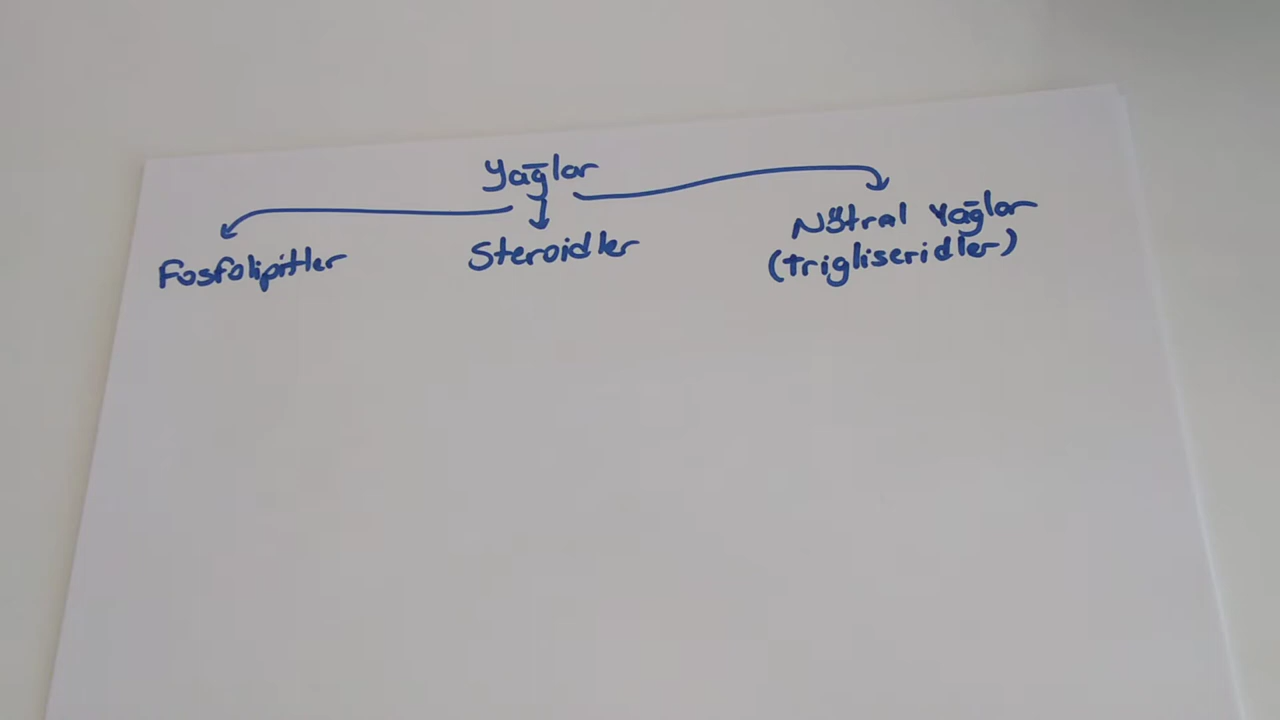 Yağlar
Fosfolipitler
Steroidler
Nötral Yağlar
(trigliseridler)